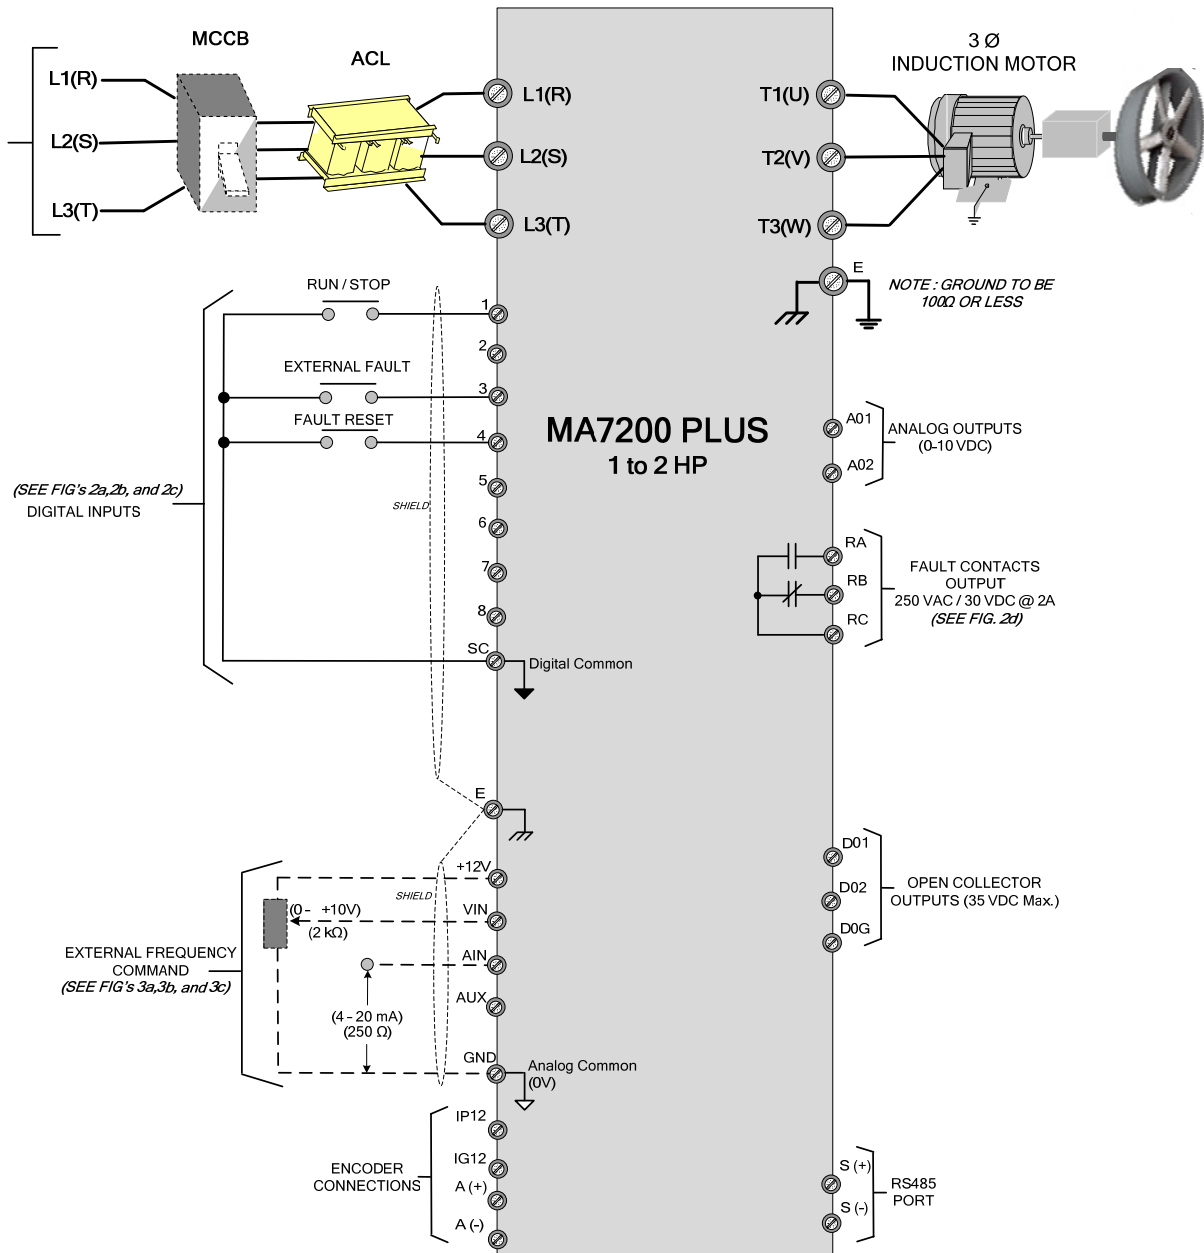 MCCB
ACL
3 Ø
INDUCTION MOTOR
L1(R)
L2(S)
L3(T)
L1(R)
L2(S)
L3(T)
T1(U)
T2(V)
T3(W)
E
NOTE : GROUND TO BE
100Ω OR LESS
RUN / STOP
1
2
EXTERNAL FAULT
3
FAULT RESET
4
5
SHIELD
6
7
8
SC
Digital Common
(SEE FIG's 2a,2b, and 2c)
DIGITAL INPUTS
MA7200 PLUS
1 to 2 HP
A01
A02
ANALOG OUTPUTS
(0-10 VDC)
RA
RB
RC
FAULT CONTACTS
OUTPUT
250 VAC / 30 VDC @ 2A
(SEE FIG. 2d)
E
+12V
SHIELD
(0 - +10V)
(2 kΩ)
VIN
AIN
AUX
(4 - 20 mA)
(250 Ω)
GND
Analog Common
(0V)
EXTERNAL FREQUENCY
COMMAND
(SEE FIG's 3a,3b, and 3c)
D01
D02
D0G
OPEN COLLECTOR
OUTPUTS (35 VDC Max.)
IP12
IG12
A (+)
A (-)
ENCODER
CONNECTIONS
S (+)
S (-)
RS485
PORT